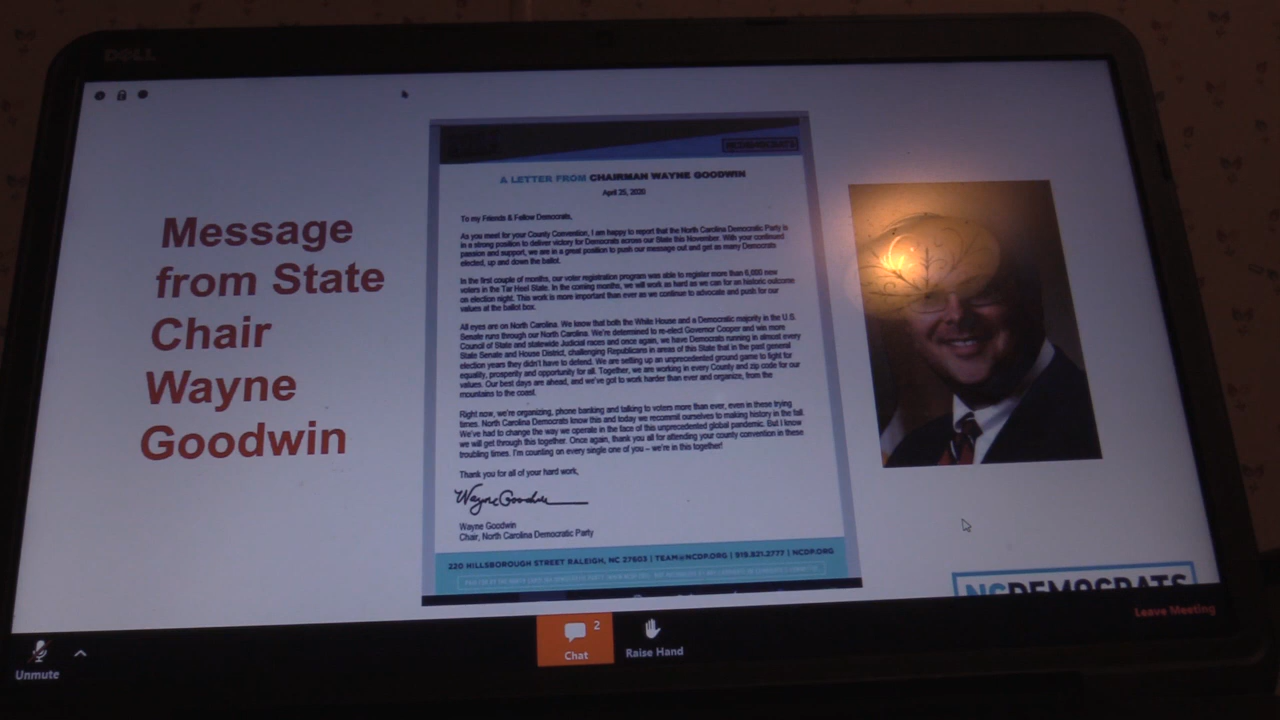 DELL
Message
from State
Chair
Wayne
Goodwin
NCDEMOCRATS
A LETTER FROM CHAIRMAN WAYNE GOODWIN
April 25, 2020
To my Friends & Fellow Democrats,
As you meet for your County Convention, I am happy to report that the North Carolina Democratic Party is
in a strong position to deliver victory for Democrats across our State this November. With your continued
passion and support, we are in a great position to push our message out and get as many Democrats
elected, up and down the ballot.
In the first couple of months, our voter registration program was able to register more than 6,000 new
voters in the Tar Heel State. In the coming months, we will work as hard as we can for an historic outcome
on election night. This work is more important than ever as we continue to advocate and push for our
values at the ballot box.
All eyes are on North Carolina. We know that both the White House and a Democratic majority in the U.S.
Senate runs through our North Carolina. We're determined to re-elect Governor Cooper and win more
Council of State and statewide Judicial races and once again, we have Democrats running in almost every
State Senate and House District, challenging Republicans in areas of this State that in the past general
election years they didn't have to defend. We are setting up an unprecedented ground game to fight for
equality, prosperity and opportunity for all. Together, we are working in every County and zip code for our
values. Our best days are ahead, and we've got to work harder than ever and organize, from the
mountains to the coast.
Right now, we're organizing, phone banking and talking to voters more than ever, even in these trying
times. North Carolina Democrats know this and today we recommit ourselves to making history in the fall.
We've had to change the way we operate in the face of this unprecedented global pandemic. But I know
we will get through this together. Once again, thank you all for attending your county convention in these
troubling times. I'm counting on every single one of you – we're in this together!
Thank you for all of your hard work,
Wayne Goodwin
Wayne Goodwin
Chair, North Carolina Democratic Party
220 HILLSBOROUGH STREET RALEIGH, NC 27603 | TEAM@NCDP.ORG | 919.821.2777 | NCDP.ORG
NCDEMOCRATS
Leave Meeting
Unmute
2
Chat
Raise Hand